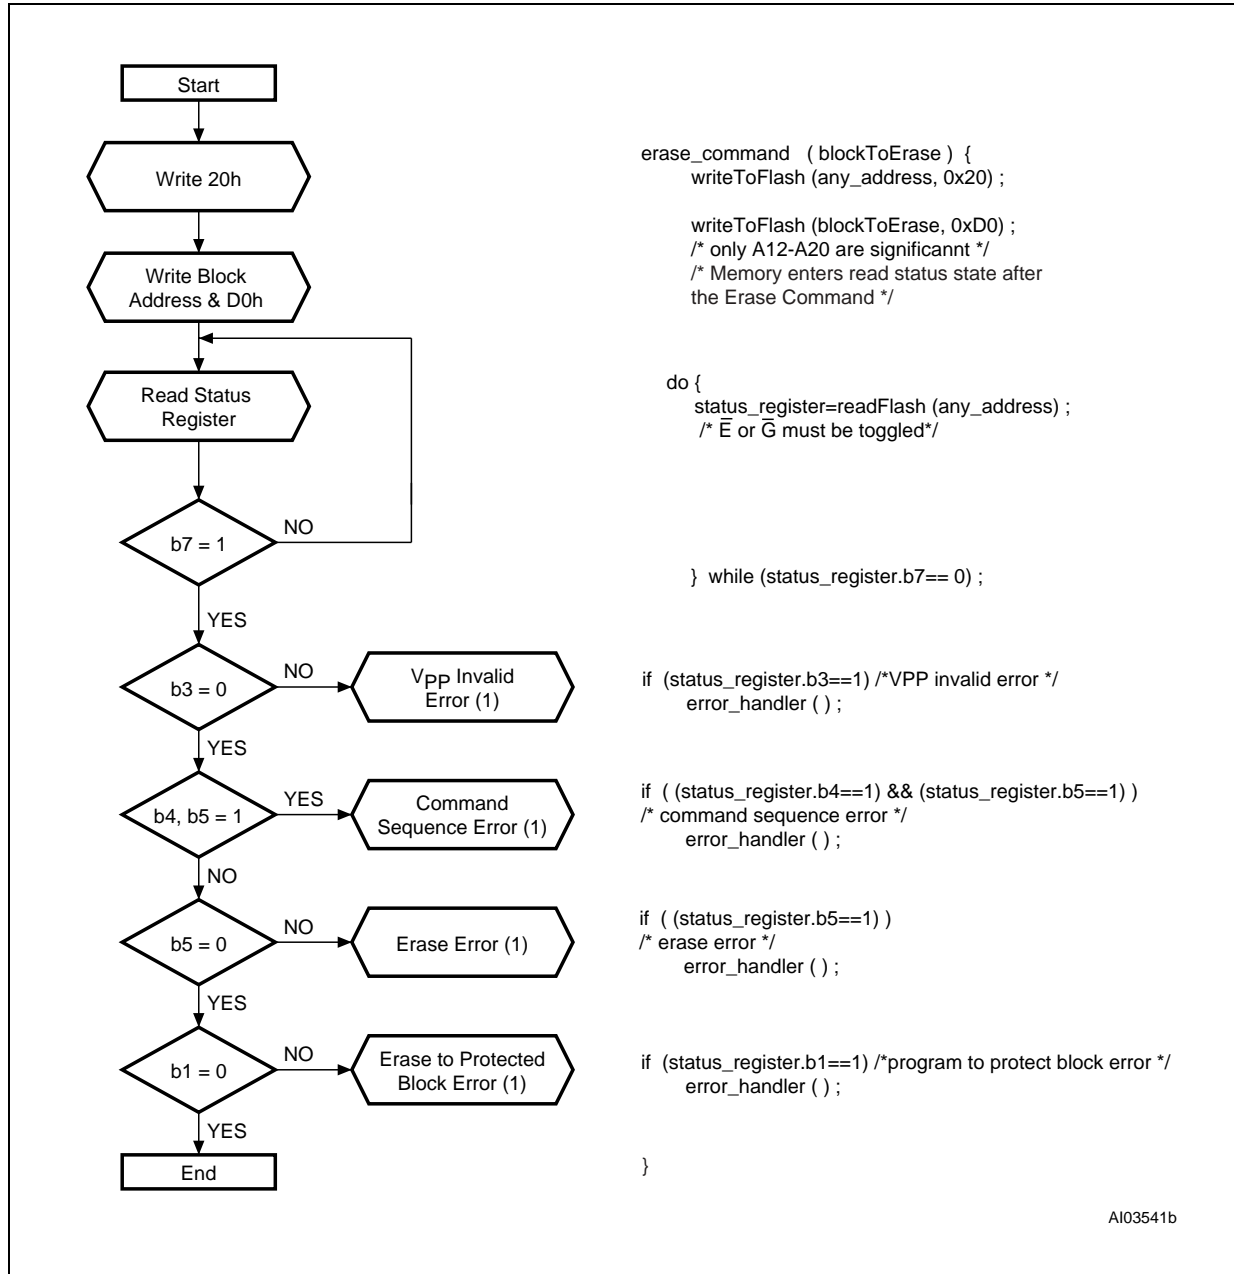 Start
Write 20h
Write Block
Address & D0h
Read Status
Register
b7 = 1
NO
YES
b3 = 0
NO
VPP Invalid
Error (1)
YES
b4, b5 = 1
YES
Command
Sequence Error (1)
NO
b5 = 0
NO
Erase Error (1)
YES
b1 = 0
NO
Erase to Protected
Block Error (1)
YES
End
erase_command ( blockToErase ) {
writeToFlash (any_address, 0x20) ;
writeToFlash (blockToErase, 0xD0) ;
/* only A12-A20 are significannt */
/* Memory enters read status state after
the Erase Command */
do {
status_register=readFlash (any_address) ;
/* E̅ or G̅ must be toggled*/
} while (status_register.b7== 0) ;
if (status_register.b3==1) /*VPP invalid error */
error_handler ( ) ;
if ( (status_register.b4==1) && (status_register.b5==1) )
/* command sequence error */
error_handler ( ) ;
if ( (status_register.b5==1) )
/* erase error */
error_handler ( ) ;
if (status_register.b1==1) /*program to protect block error */
error_handler ( ) ;
}
AI03541b